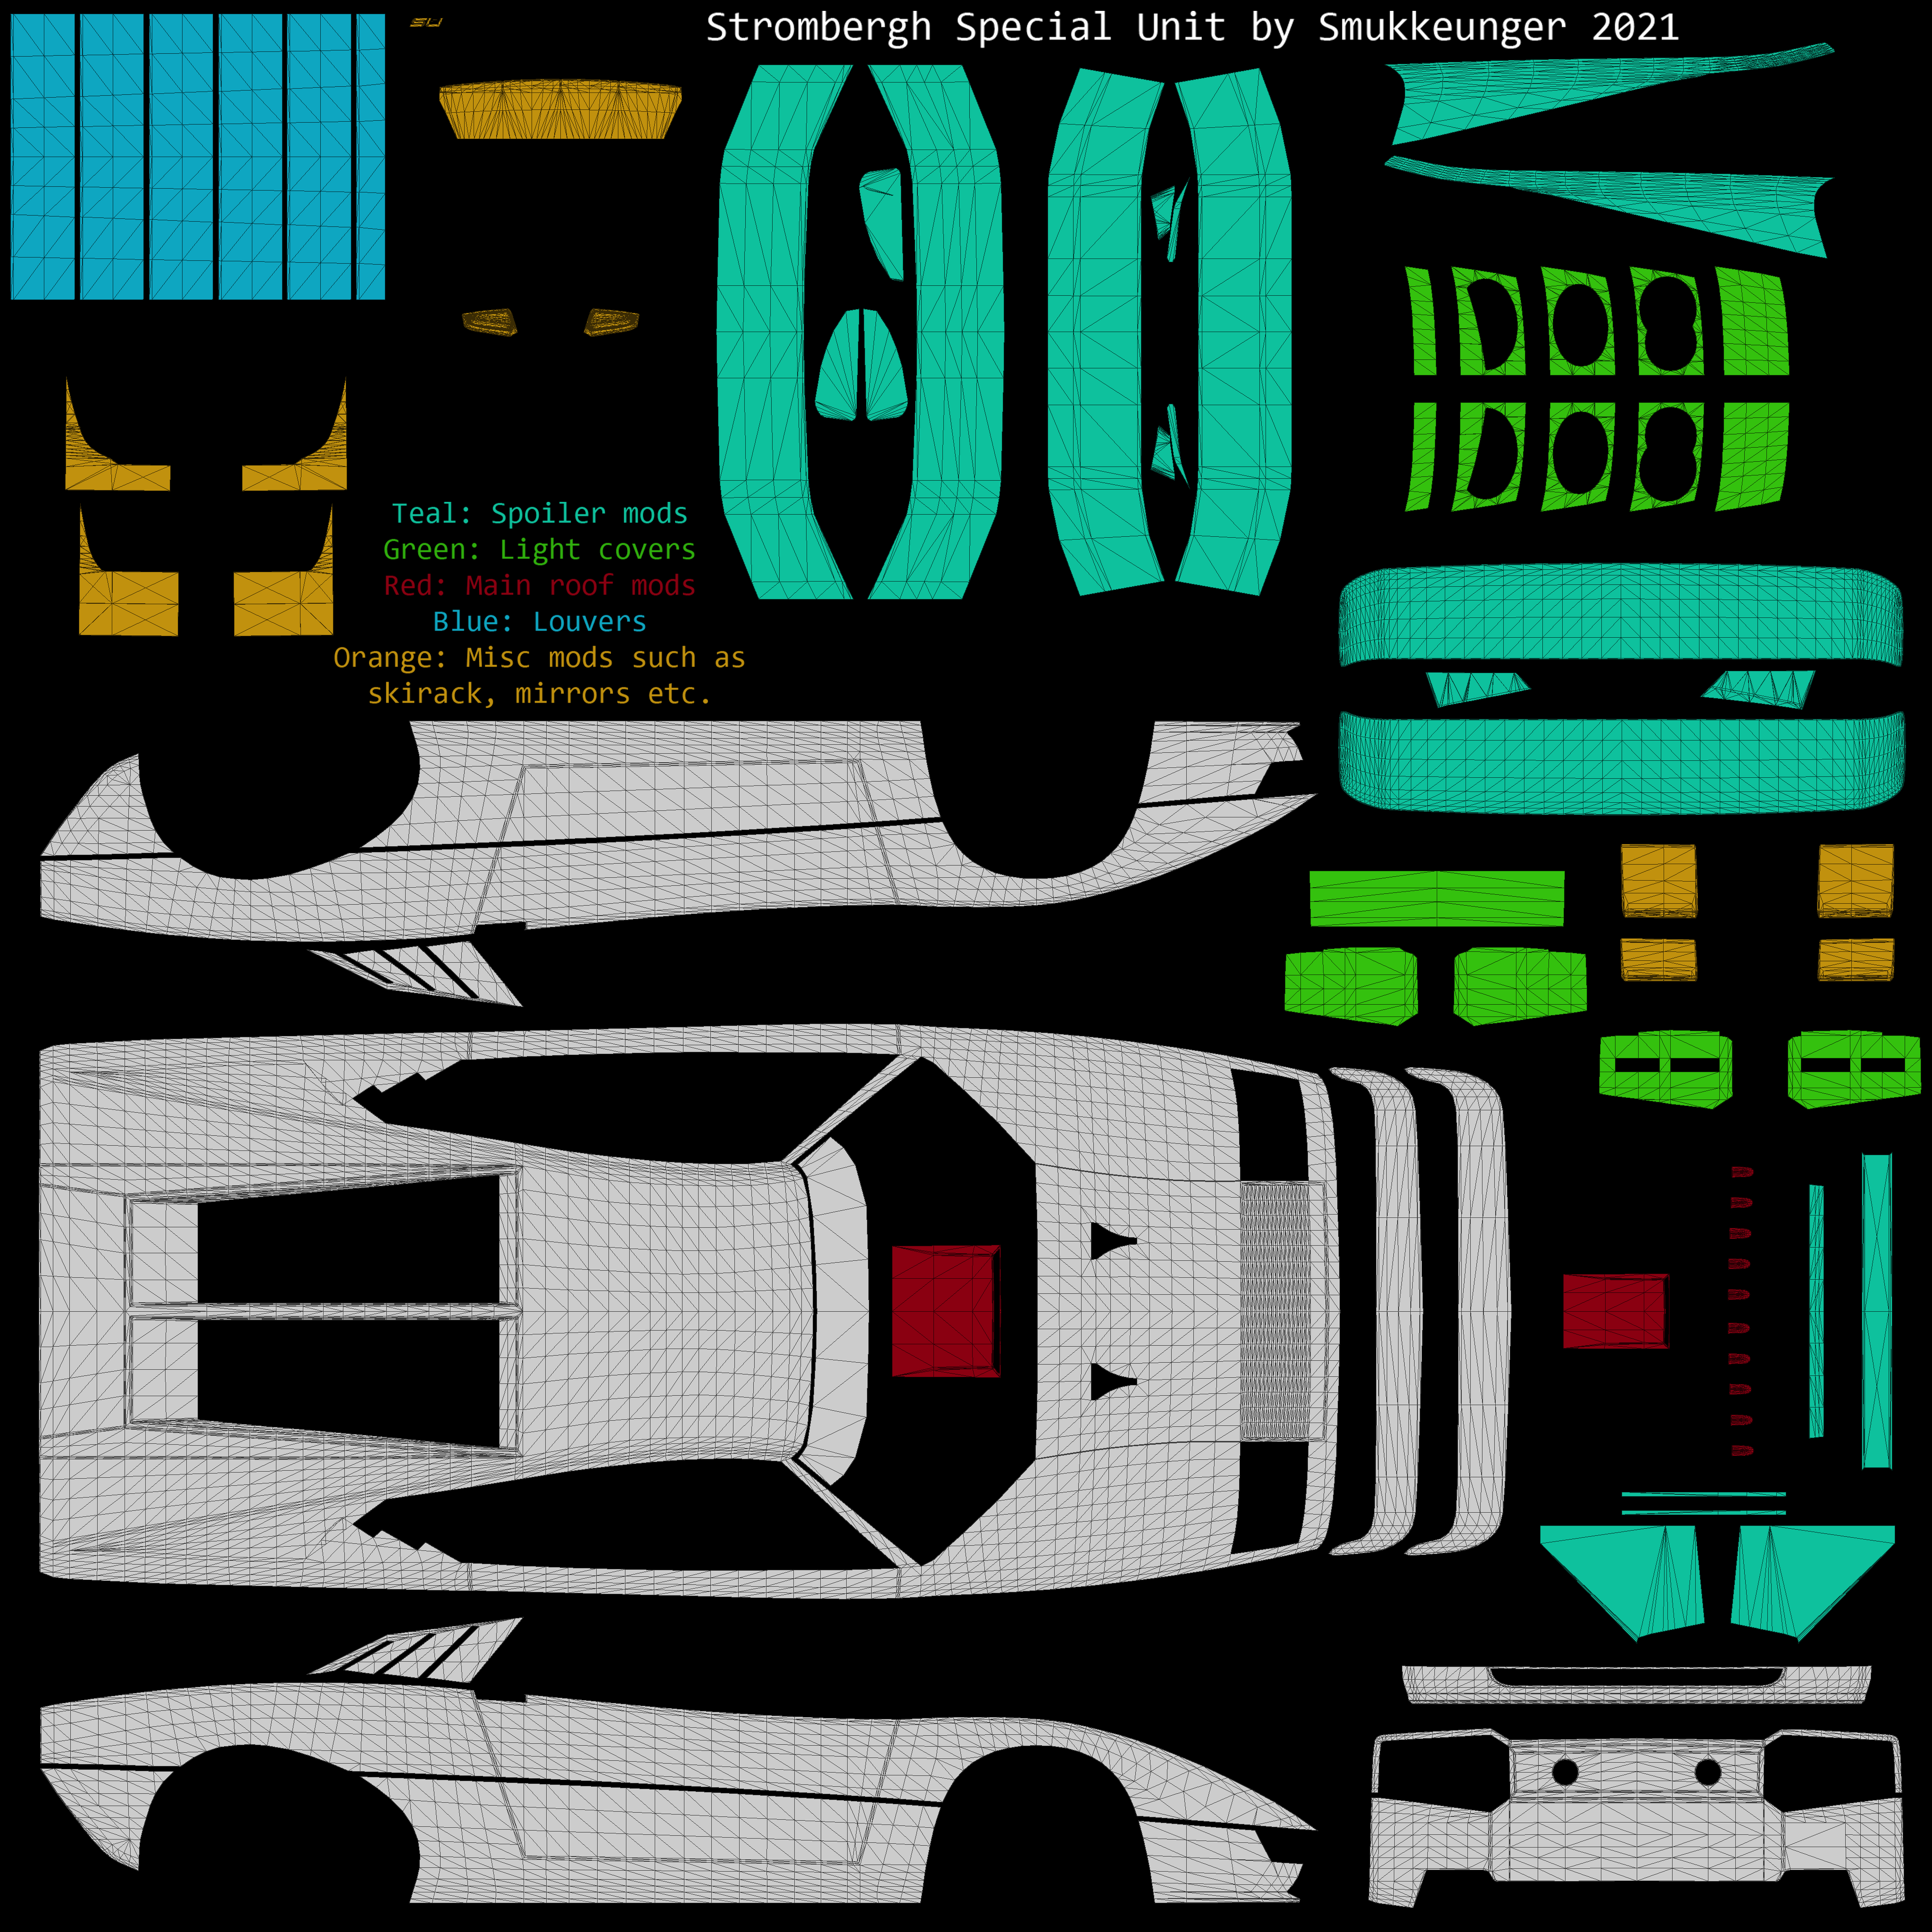 Strombergh Special Unit by Smukkeunger 2021
SU
Teal: Spoiler mods
Green: Light covers
Red: Main roof mods
Blue: Louvers
Orange: Misc mods such as
skirack, mirrors etc.